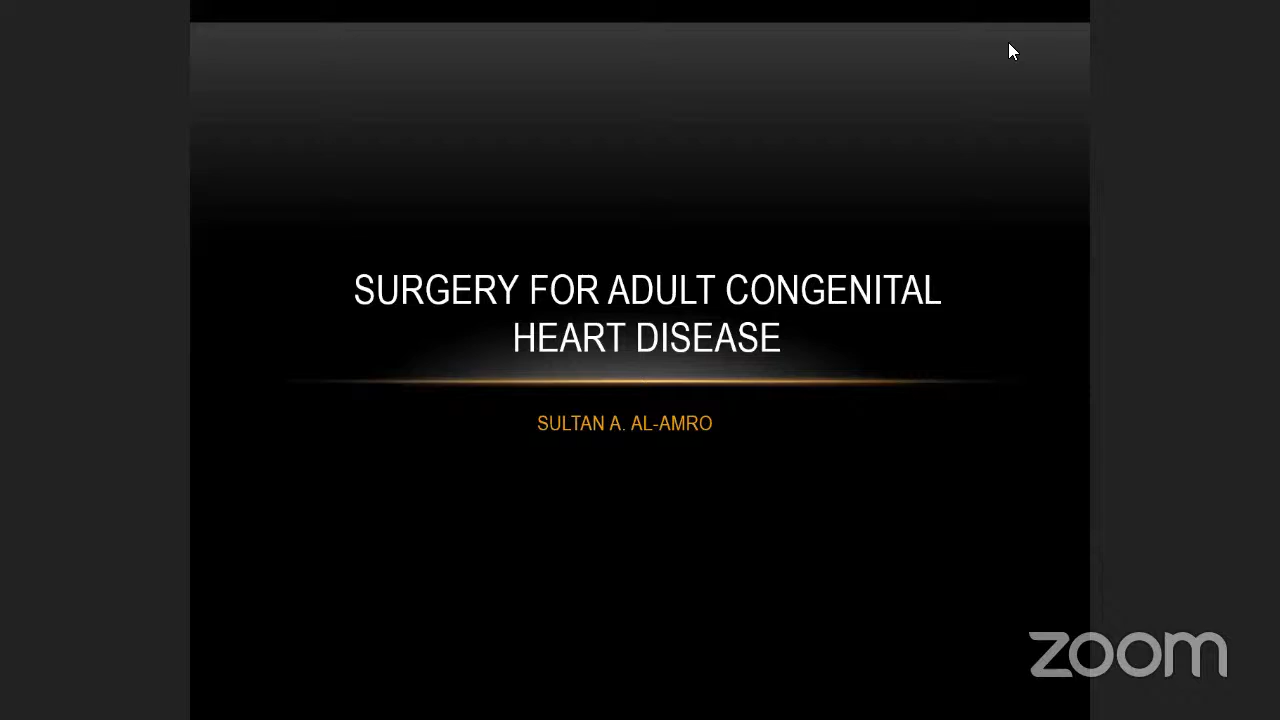 SURGERY FOR ADULT CONGENITAL
HEART DISEASE
SULTAN A. AL-AMRO
zoom